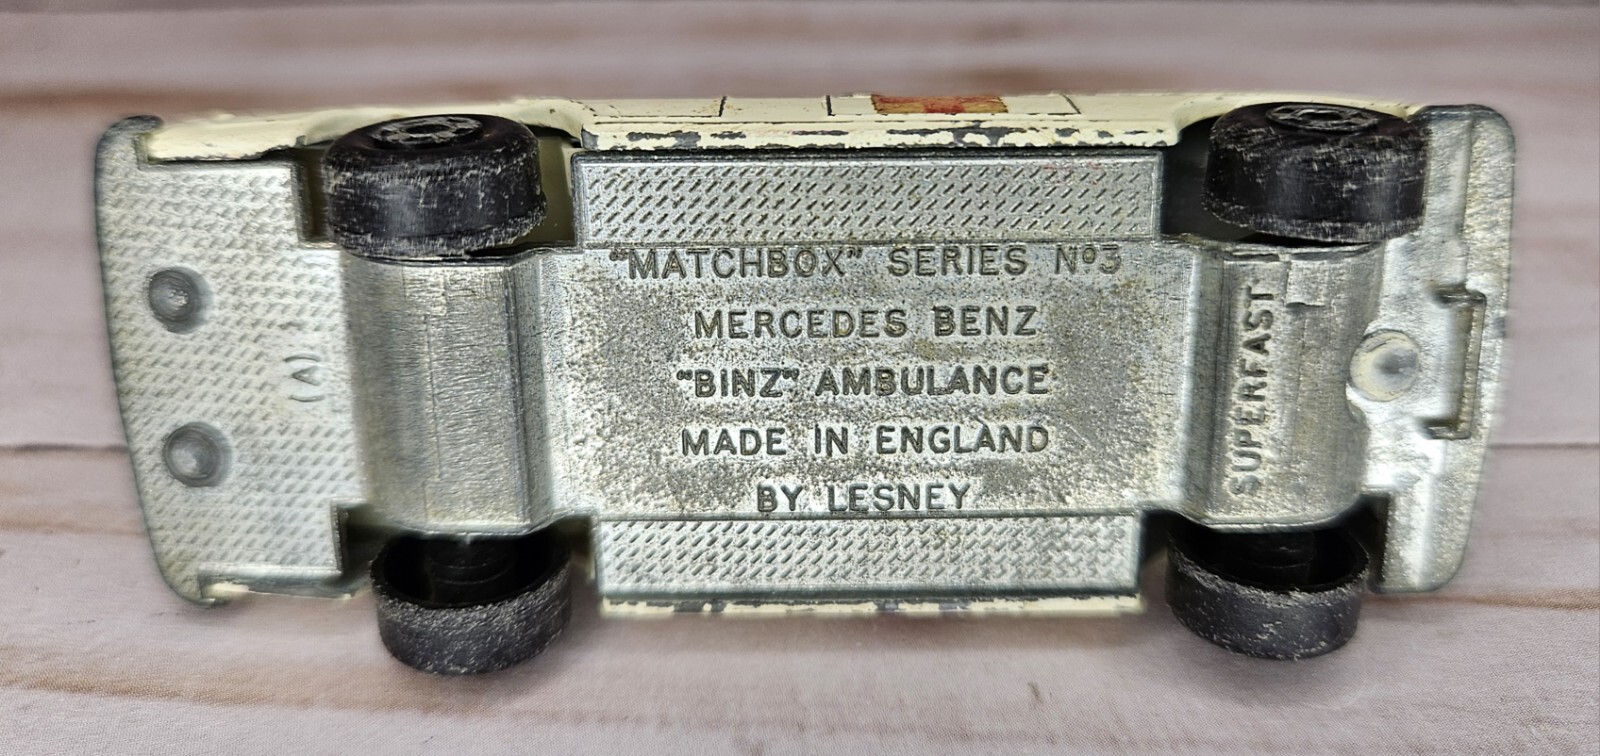 "MATCHBOX" SERIES Nº3
MERCEDES BENZ
"BINZ" AMBULANCE
MADE IN ENGLAND
BY LESNEY
SUPERFAST
(A)